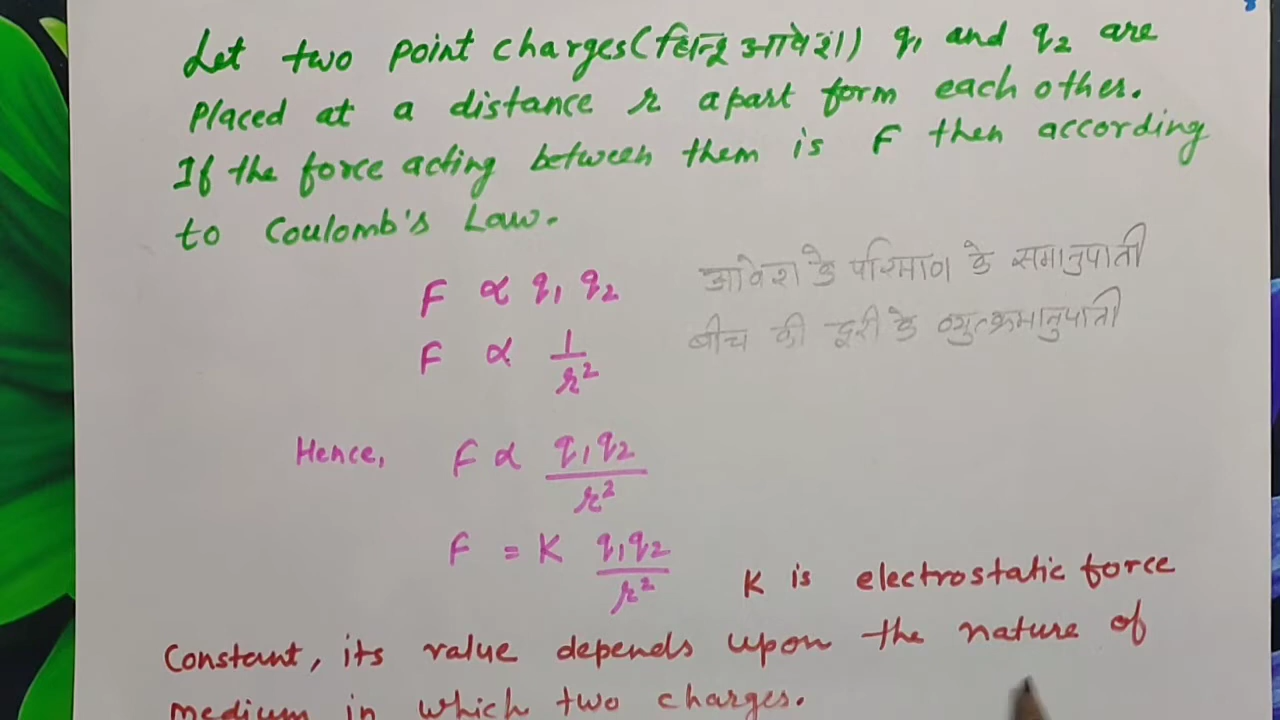 Let two point charges(बिन्दु आवेश) q₁ and q₂ are
placed at a distance r apart form each other.
If the force acting between them is F then according
to Coulomb's Law.
F ∝ q₁ q₂
आवेश के परिमाण के समानुपाती
F ∝ 1/r²
बीच की दूरी के व्युत्क्रमानुपाती
Hence, F ∝ q₁q₂/r²
F = K q₁q₂/r²
K is electrostatic force
Constant, its value depends upon the nature of
medium in which two charges.